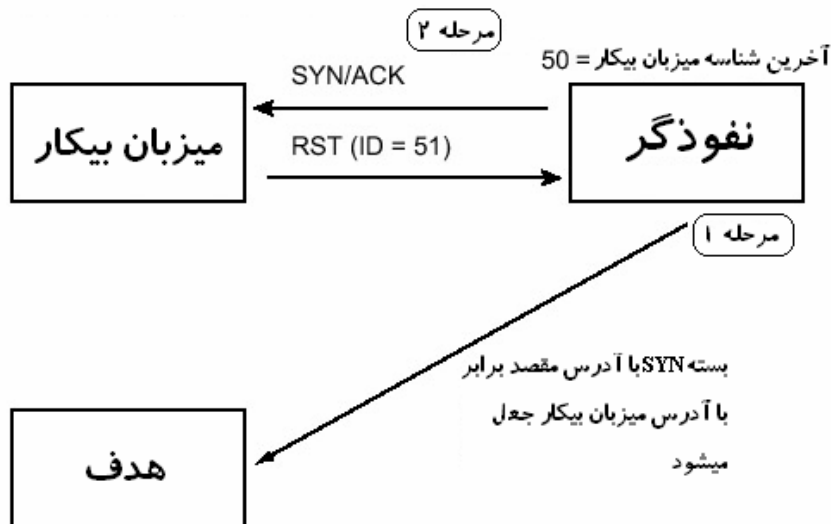 مرحله ۲
آخرین شناسه میزبان بیکار = 50
SYN/ACK
میزبان بیکار
نفوذگر
RST (ID = 51)
مرحله ۱
بسته SYN با آدرس مقصد برابر
با آدرس میزبان بیکار جعل
میشود
هدف